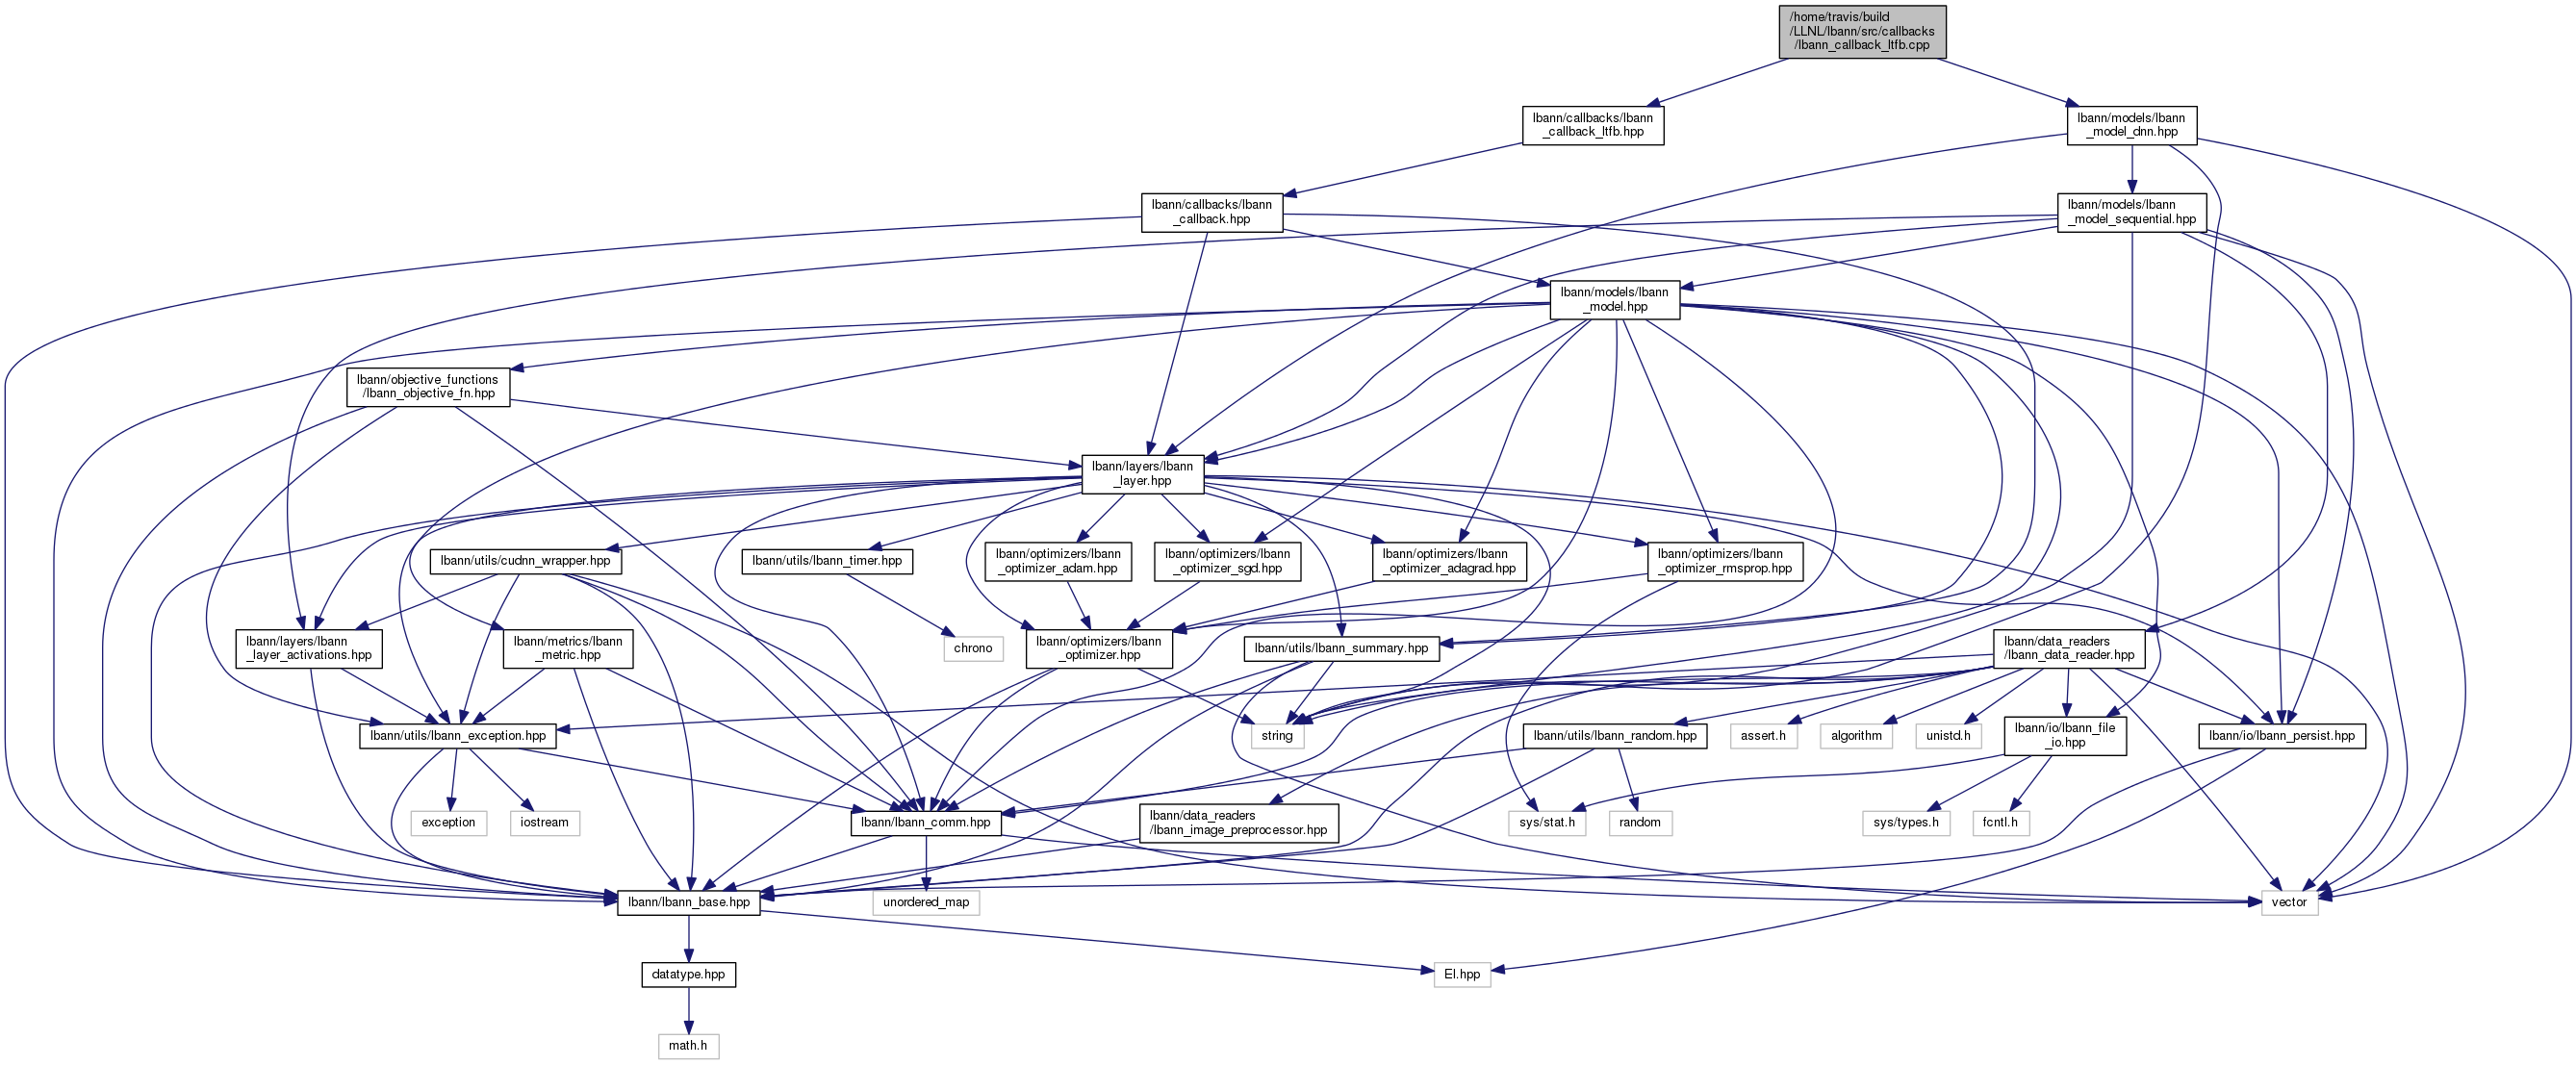 /home/travis/build
/LLNL/lbann/src/callbacks
/lbann_callback_ltfb.cpp
lbann/callbacks/lbann
_callback_ltfb.hpp
lbann/models/lbann
_model_dnn.hpp
lbann/callbacks/lbann
_callback.hpp
lbann/models/lbann
_model_sequential.hpp
lbann/models/lbann
_model.hpp
lbann/objective_functions
/lbann_objective_fn.hpp
lbann/layers/lbann
_layer.hpp
lbann/utils/cudnn_wrapper.hpp
lbann/utils/lbann_timer.hpp
lbann/optimizers/lbann
_optimizer_adam.hpp
lbann/optimizers/lbann
_optimizer_sgd.hpp
lbann/optimizers/lbann
_optimizer_adagrad.hpp
lbann/optimizers/lbann
_optimizer_rmsprop.hpp
lbann/layers/lbann
_layer_activations.hpp
lbann/metrics/lbann
_metric.hpp
chrono
lbann/optimizers/lbann
_optimizer.hpp
lbann/utils/lbann_summary.hpp
lbann/data_readers
/lbann_data_reader.hpp
lbann/utils/lbann_exception.hpp
string
lbann/utils/lbann_random.hpp
assert.h
algorithm
unistd.h
lbann/io/lbann_file
_io.hpp
lbann/io/lbann_persist.hpp
exception
iostream
lbann/lbann_comm.hpp
lbann/data_readers
/lbann_image_preprocessor.hpp
sys/stat.h
random
sys/types.h
fcntl.h
lbann/lbann_base.hpp
unordered_map
vector
datatype.hpp
El.hpp
math.h